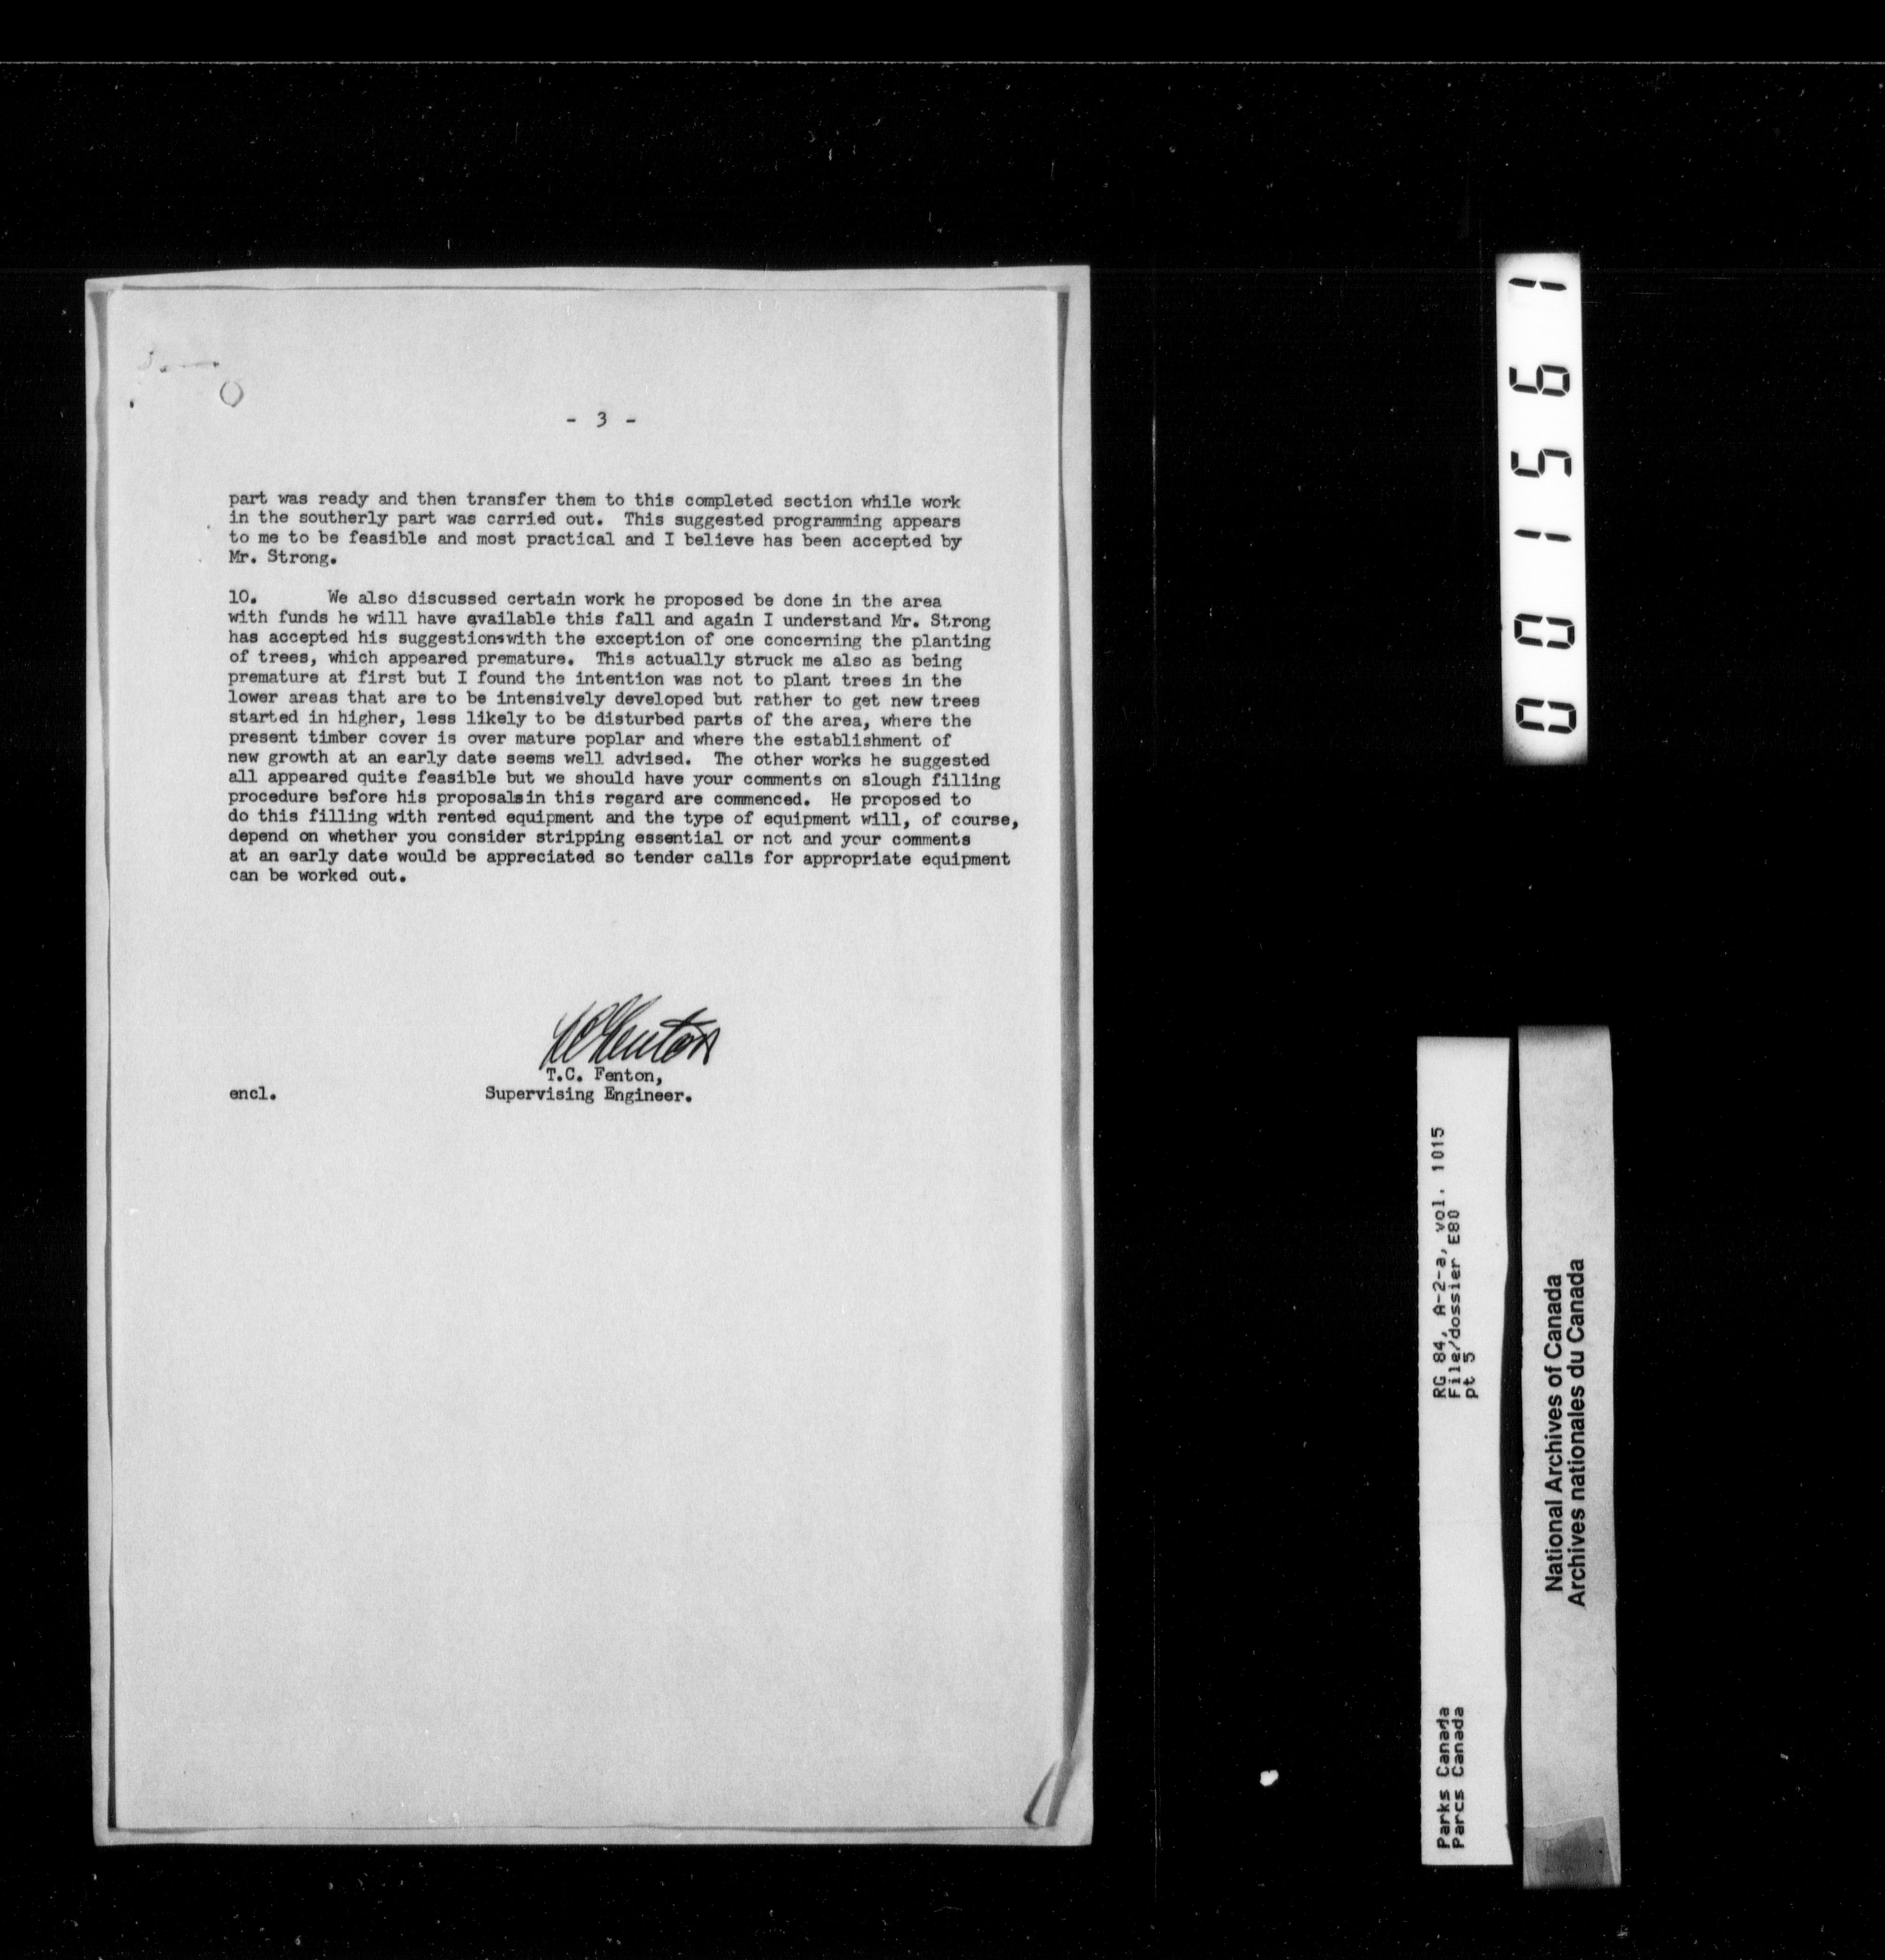 - 3 -
part was ready and then transfer them to this completed section while work
in the southerly part was carried out. This suggested programming appears
to me to be feasible and most practical and I believe has been accepted by
Mr. Strong.
10. We also discussed certain work he proposed be done in the area
with funds he will have available this fall and again I understand Mr. Strong
has accepted his suggestions with the exception of one concerning the planting
of trees, which appeared premature. This actually struck me also as being
premature at first but I found the intention was not to plant trees in the
lower areas that are to be intensively developed but rather to get new trees
started in higher, less likely to be disturbed parts of the area, where the
present timber cover is over mature poplar and where the establishment of
new growth at an early date seems well advised. The other works he suggested
all appeared quite feasible but we should have your comments on slough filling
procedure before his proposals in this regard are commenced. He proposed to
do this filling with rented equipment and the type of equipment will, of course,
depend on whether you consider stripping essential or not and your comments
at an early date would be appreciated so tender calls for appropriate equipment
can be worked out.
T.C. Fenton
T.C. Fenton,
encl. Supervising Engineer.
001561
RG 84, A-2-a, vol. 1015
File/dossier E80
pt 5
Parks Canada
Parcs Canada
National Archives of Canada
Archives nationales du Canada